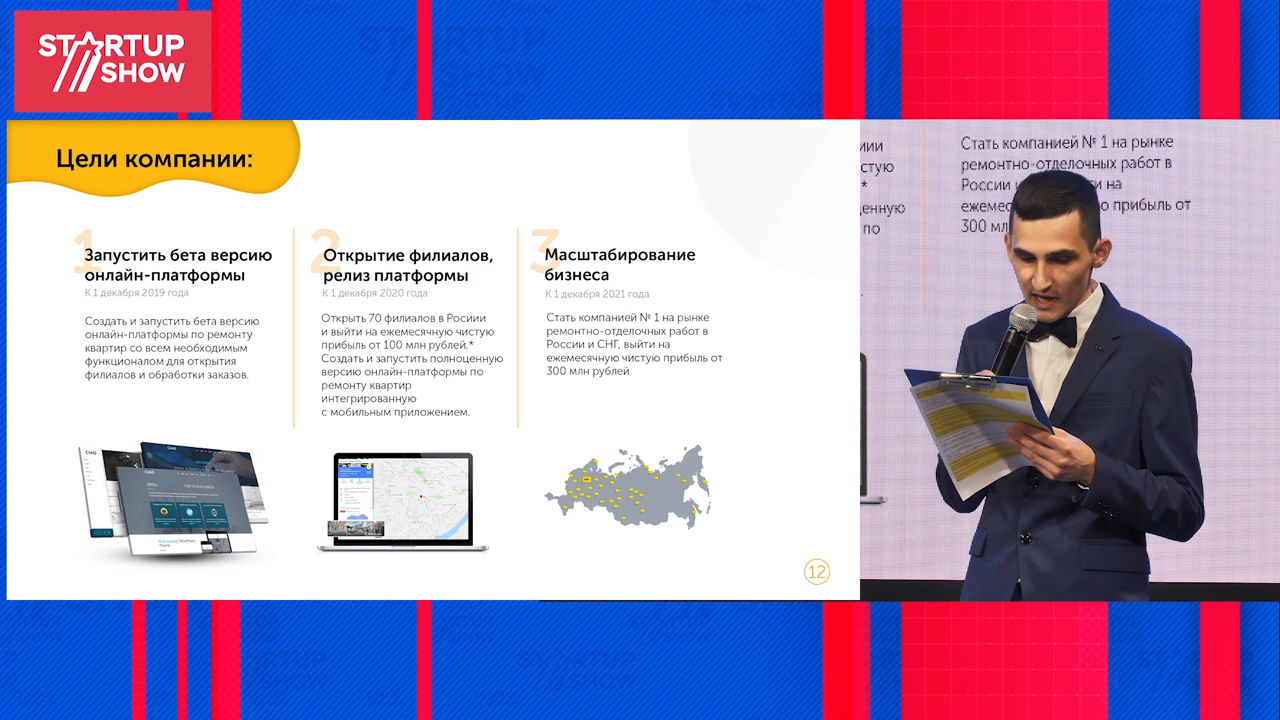 STARTUP
SHOW
Цели компании:
1
Запустить бета версию
онлайн-платформы
К 1 декабря 2019 года
Создать и запустить бета версию
онлайн-платформы по ремонту
квартир со всем необходимым
функционалом для открытия
филиалов и обработки заказов.
2
Открытие филиалов,
релиз платформы
К 1 декабря 2020 года
Открыть 70 филиалов в Росиии
и выйти на ежемесячную чистую
прибыль от 100 млн рублей.*
Создать и запустить полноценную
версию онлайн-платформы по
ремонту квартир
интегрированную
с мобильным приложением.
3
Масштабирование
бизнеса
К 1 декабря 2021 года
Стать компанией № 1 на рынке
ремонтно-отделочных работ в
России и СНГ, выйти на
ежемесячную чистую прибыль от
300 млн рублей
12
Стать компанией № 1 на рынке
ремонтно-отделочных работ в
России и
прибыль от
300